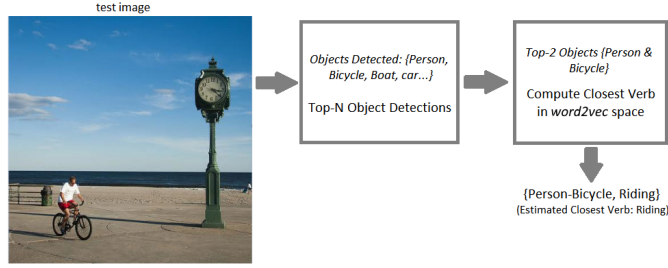 test image
Objects Detected: {Person,
Bicycle, Boat, car...}
Top-N Object Detections
Top-2 Objects {Person &
Bicycle}
Compute Closest Verb
in word2vec space
{Person-Bicycle, Riding}
(Estimated Closest Verb: Riding)